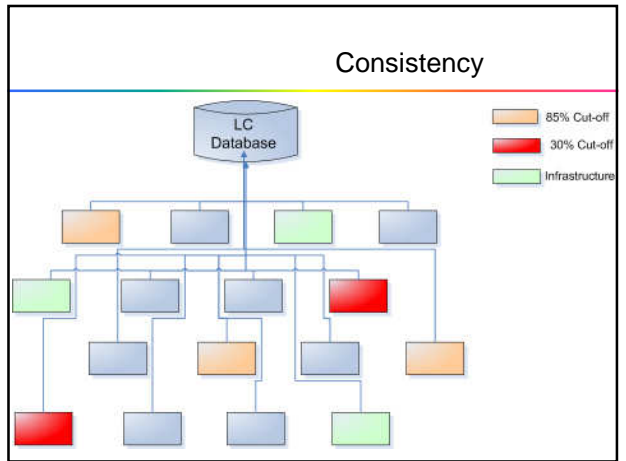 Consistency
LC
Database
85% Cut-off
30% Cut-off
Infrastructure